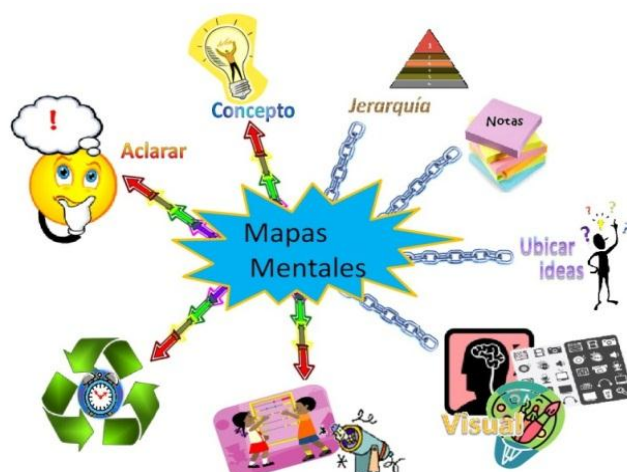 Concepto
Jerarquía
Notas
!
Aclarar
Mapas
Mentales
Ubicar
ideas
Visual